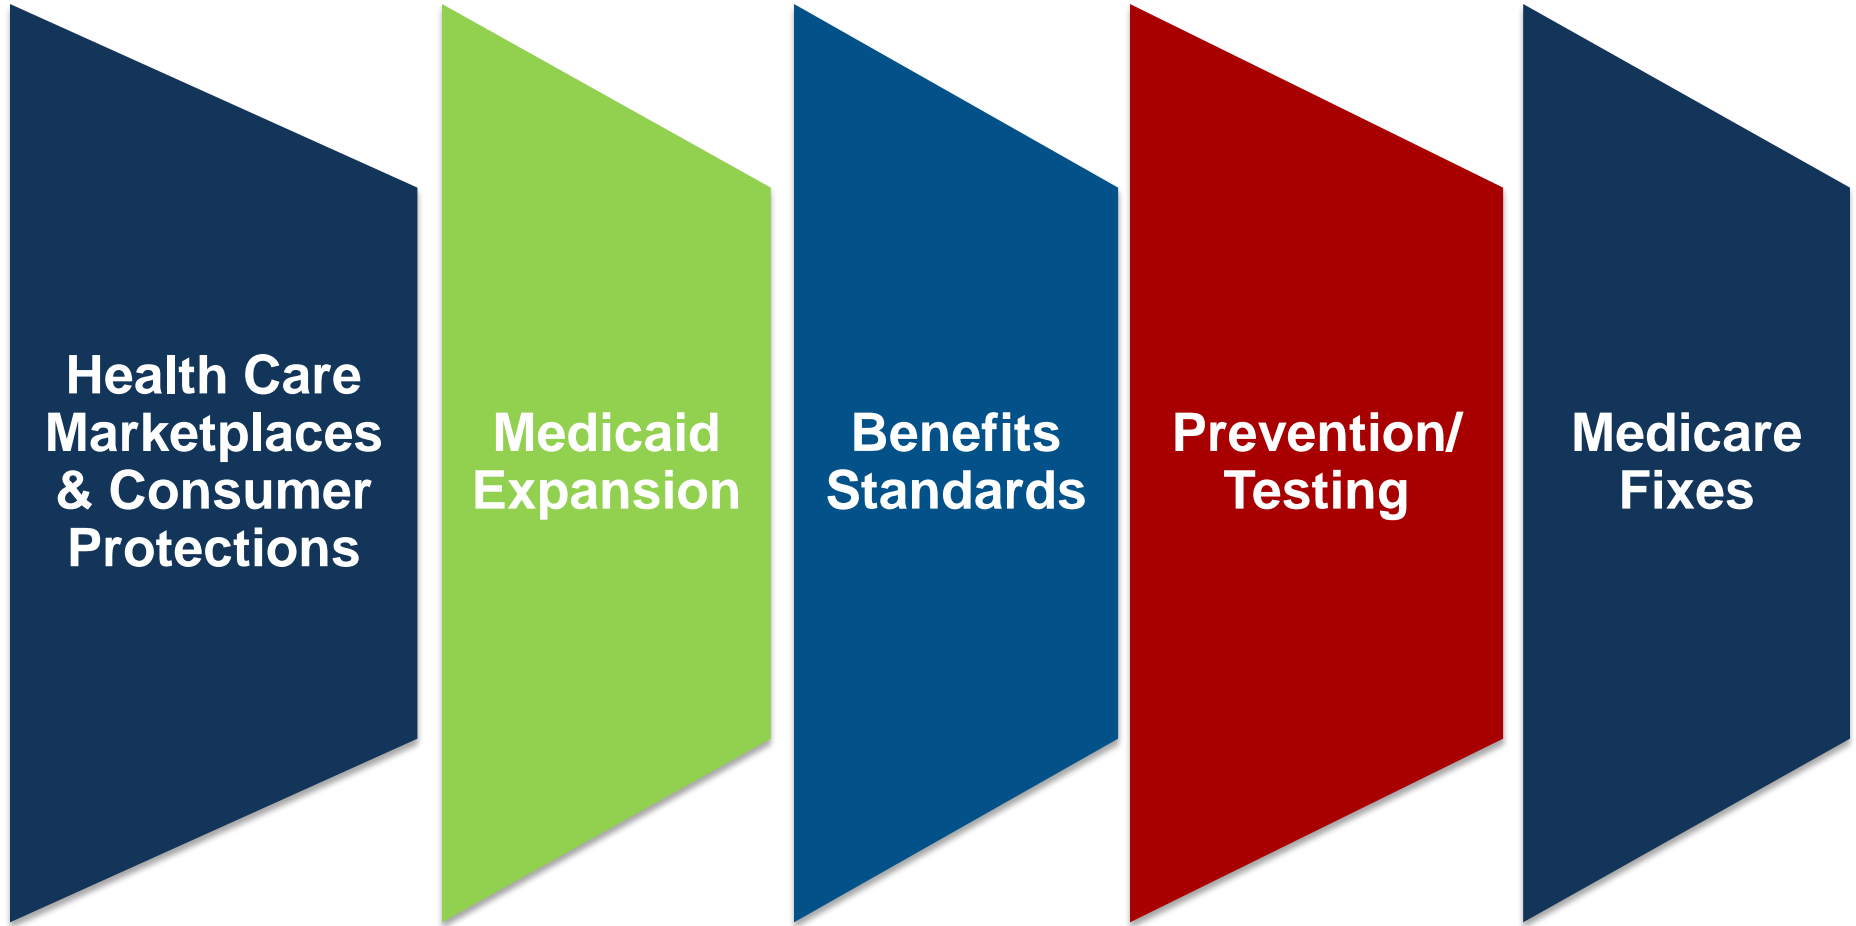 Health Care
Marketplaces
& Consumer
Protections
Medicaid
Expansion
Benefits
Standards
Prevention/
Testing
Medicare
Fixes